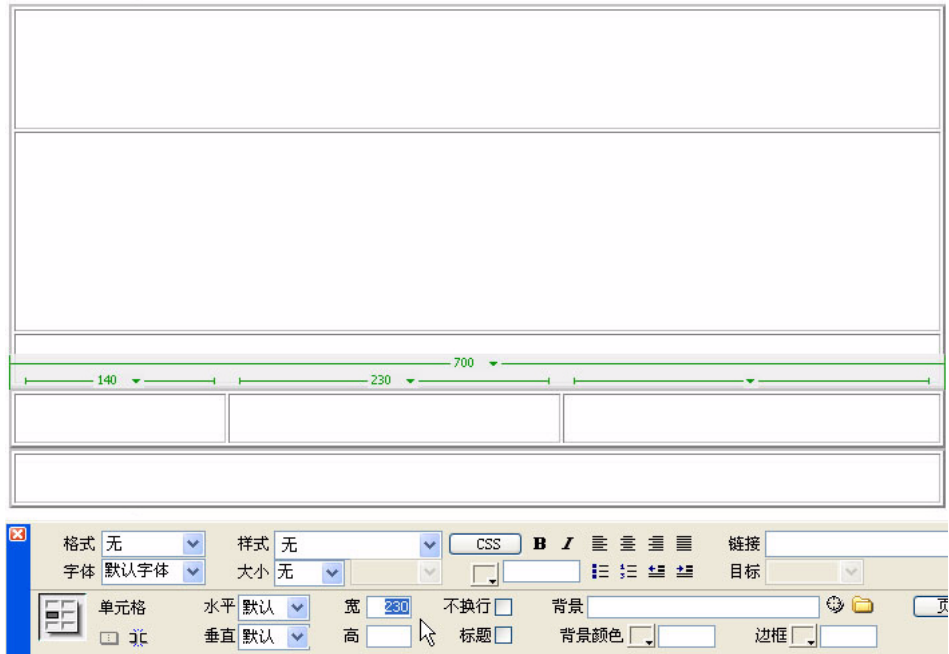 700
140 230
格式 无 样式 无 CSS B I 链接
字体 默认字体 大小 无 目标
单元格 水平 默认 宽 230 不换行 背景
垂直 默认 高 标题 背景颜色 边框